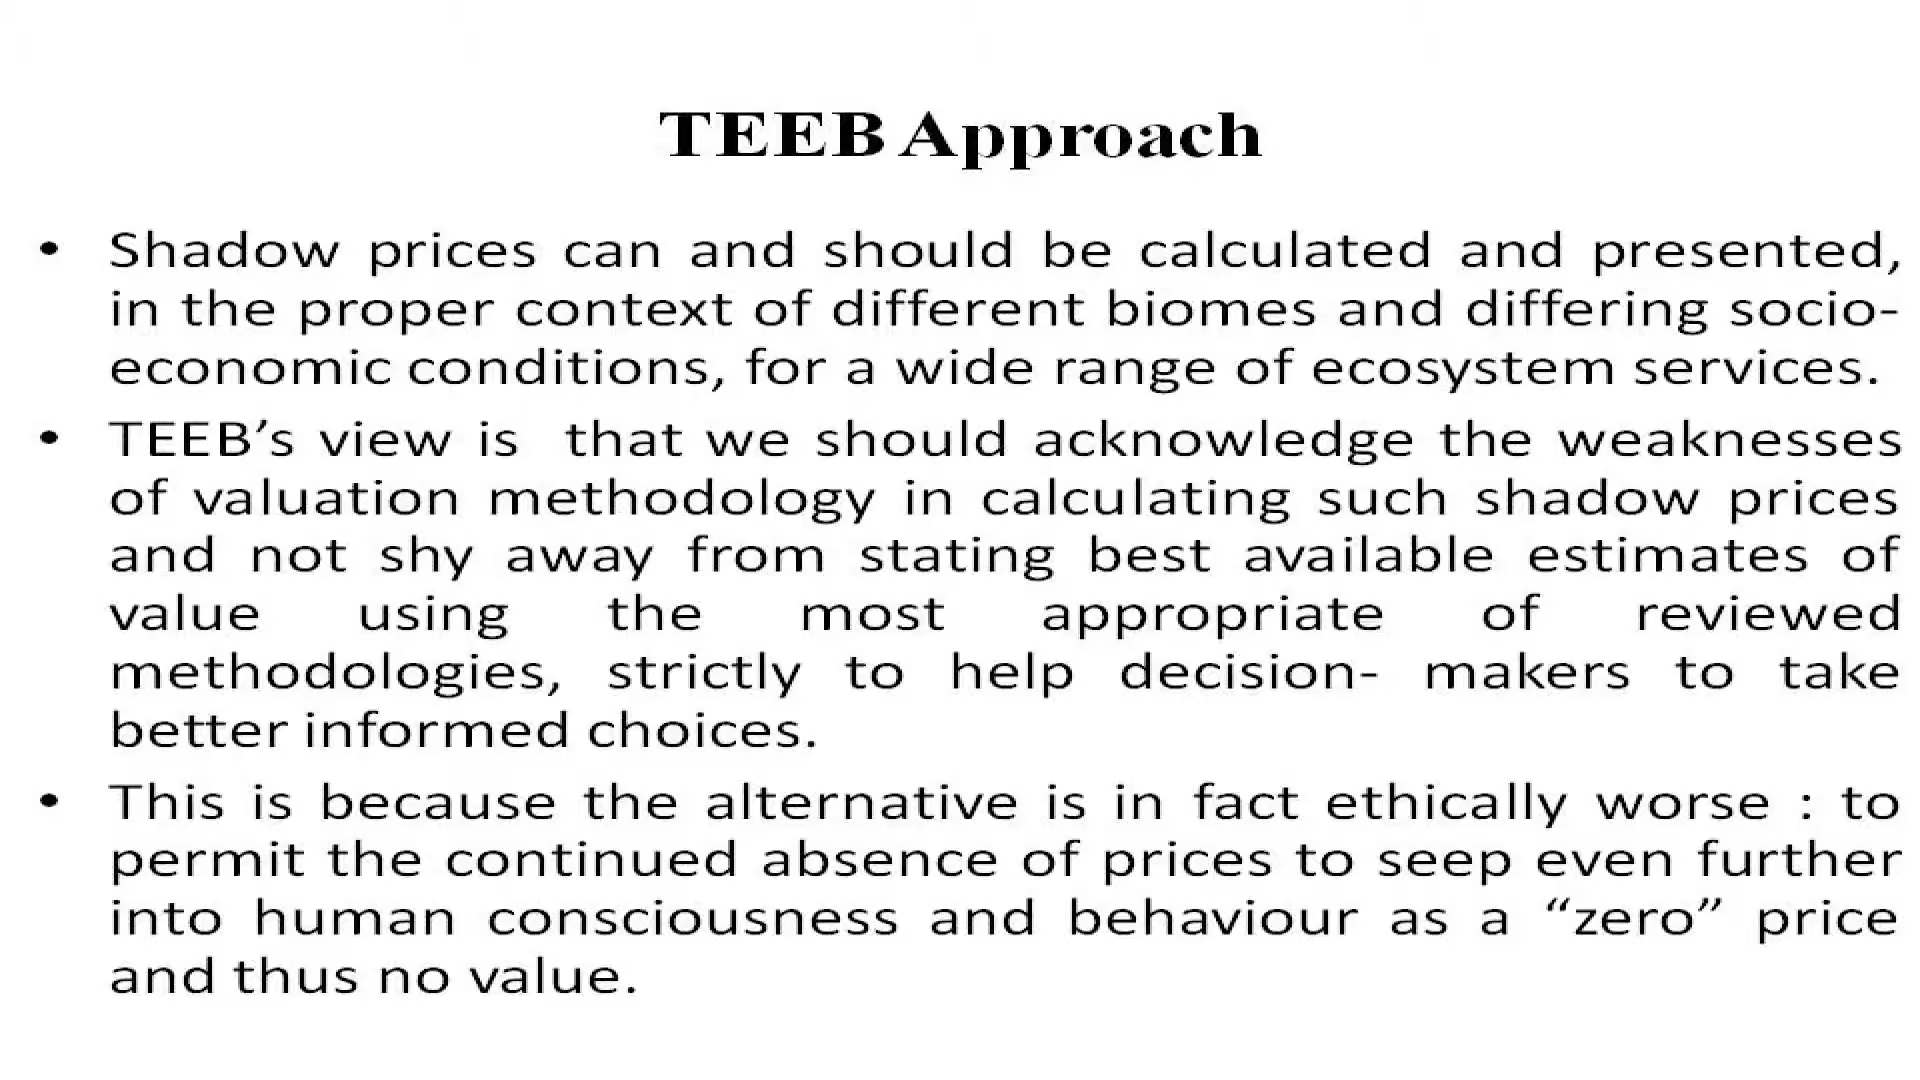 TEEB Approach
• Shadow prices can and should be calculated and presented,
in the proper context of different biomes and differing socio-
economic conditions, for a wide range of ecosystem services.
• TEEB’s view is that we should acknowledge the weaknesses
of valuation methodology in calculating such shadow prices
and not shy away from stating best available estimates of
value using the most appropriate of reviewed
methodologies, strictly to help decision- makers to take
better informed choices.
• This is because the alternative is in fact ethically worse : to
permit the continued absence of prices to seep even further
into human consciousness and behaviour as a “zero” price
and thus no value.